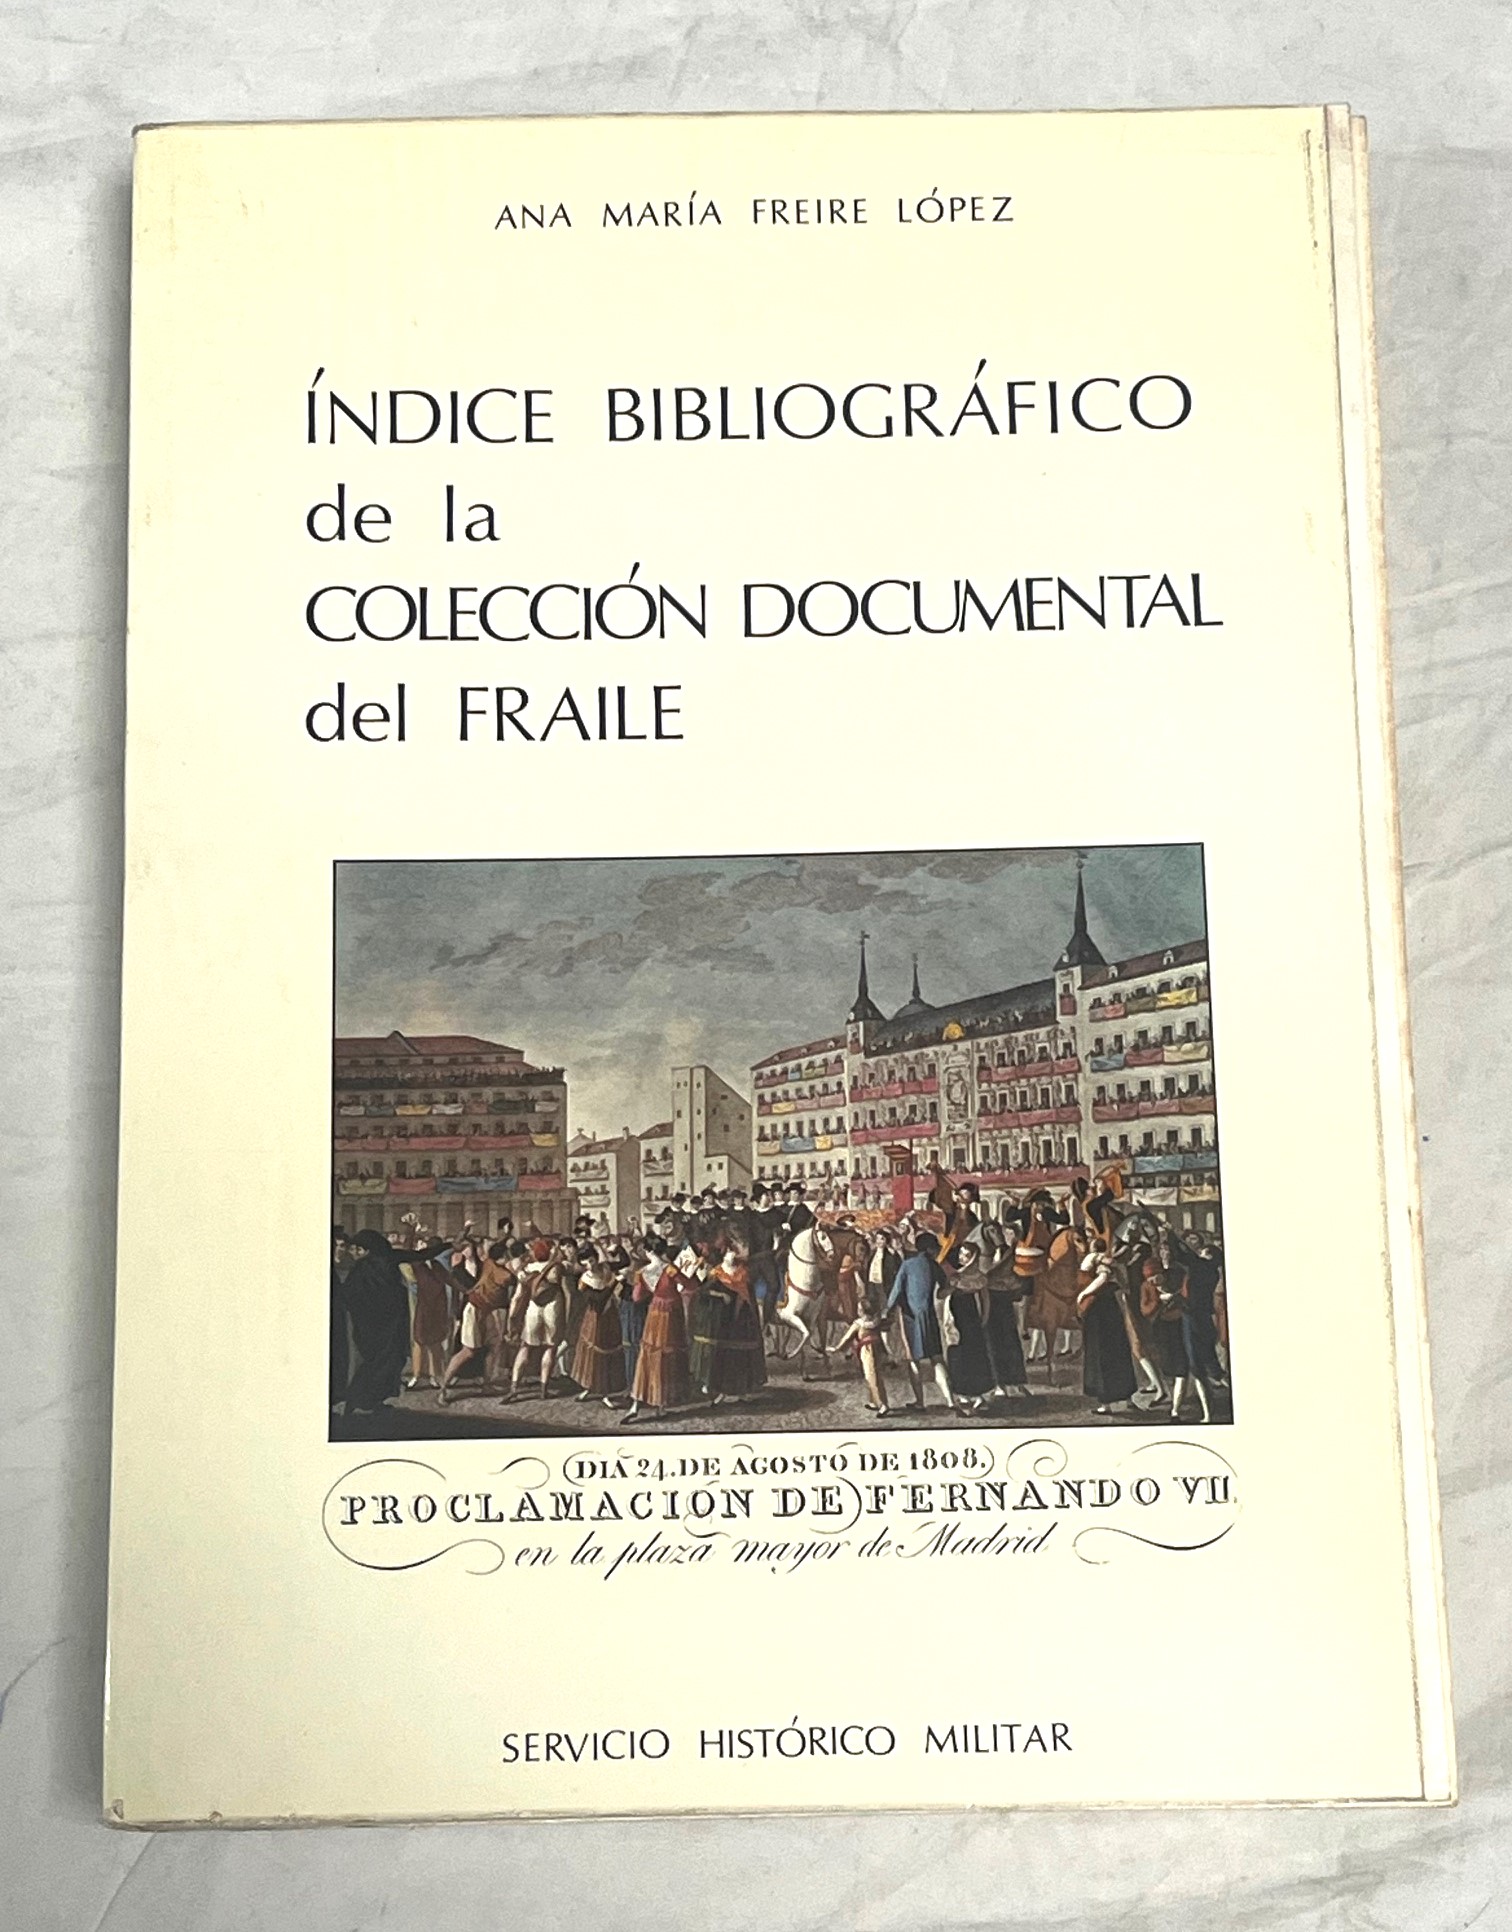 ANA MARÍA FREIRE LÓPEZ
ÍNDICE BIBLIOGRÁFICO
de la
COLECCIÓN DOCUMENTAL
del FRAILE
(DIA 24. DE AGOSTO DE 1808.)
PROCLAMACIÓN DE FERNANDO VII.
en la plaza mayor de Madrid
SERVICIO HISTÓRICO MILITAR